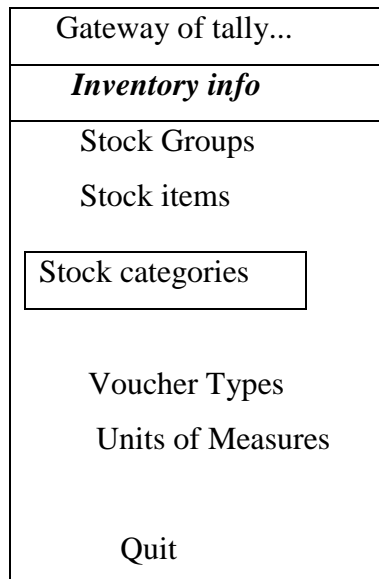 Gateway of tally...
Inventory info
Stock Groups
Stock items
Stock categories
Voucher Types
Units of Measures
Quit